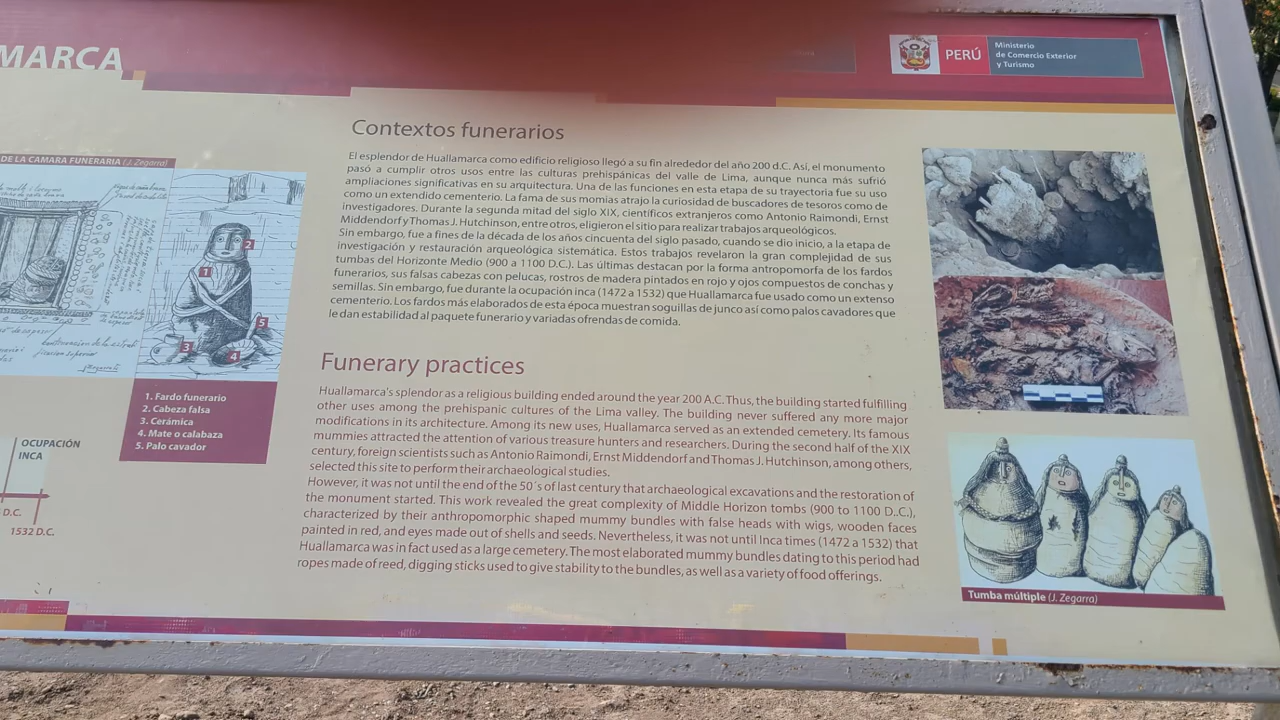 MARCA
PERÚ
Ministerio
de Comercio Exterior
y Turismo
DE LA CAMARA FUNERARIA (J. Zegarra)
2
1
5
3
4
1. Fardo funerario
2. Cabeza falsa
3. Cerámica
4. Mate o calabaza
5. Palo cavador
OCUPACIÓN
INCA
D.C.
1532 D.C.
Contextos funerarios
El esplendor de Huallamarca como edificio religioso llegó a su fin alrededor del año 200 d.C. Así, el monumento
pasó a cumplir otros usos entre las culturas prehispánicas del valle de Lima, aunque nunca más sufrió
ampliaciones significativas en su arquitectura. Una de las funciones en esta etapa de su trayectoria fue su uso
como un extendido cementerio. La fama de sus momias atrajo la curiosidad de buscadores de tesoros como de
investigadores. Durante la segunda mitad del siglo XIX, científicos extranjeros como Antonio Raimondi, Ernst
Middendorf y Thomas J. Hutchinson, entre otros, eligieron el sitio para realizar trabajos arqueológicos.
Sin embargo, fue a fines de la década de los años cincuenta del siglo pasado, cuando se dio inicio, a la etapa de
investigación y restauración arqueológica sistemática. Estos trabajos revelaron la gran complejidad de sus
tumbas del Horizonte Medio (900 a 1100 D.C.). Las últimas destacan por la forma antropomorfa de los fardos
funerarios, sus falsas cabezas con pelucas, rostros de madera pintados en rojo y ojos compuestos de conchas y
semillas. Sin embargo, fue durante la ocupación inca (1472 a 1532) que Huallamarca fue usado como un extenso
cementerio. Los fardos más elaborados de esta época muestran soguillas de junco así como palos cavadores que
le dan estabilidad al paquete funerario y variadas ofrendas de comida.
Funerary practices
Huallamarca's splendor as a religious building ended around the year 200 A.C. Thus, the building started fulfilling
other uses among the prehispanic cultures of the Lima valley. The building never suffered any more major
modifications in its architecture. Among its new uses, Huallamarca served as an extended cemetery. Its famous
mummies attracted the attention of various treasure hunters and researchers. During the second half of the XIX
century, foreign scientists such as Antonio Raimondi, Ernst Middendorf and Thomas J. Hutchinson, among others,
selected this site to perform their archaeological studies.
However, it was not until the end of the 50´s of last century that archaeological excavations and the restoration of
the monument started. This work revealed the great complexity of Middle Horizon tombs (900 to 1100 D..C.),
characterized by their anthropomorphic shaped mummy bundles with false heads with wigs, wooden faces
painted in red, and eyes made out of shells and seeds. Nevertheless, it was not until Inca times (1472 a 1532) that
Huallamarca was in fact used as a large cemetery. The most elaborated mummy bundles dating to this period had
ropes made of reed, digging sticks used to give stability to the bundles, as well as a variety of food offerings.
Tumba múltiple (J. Zegarra)